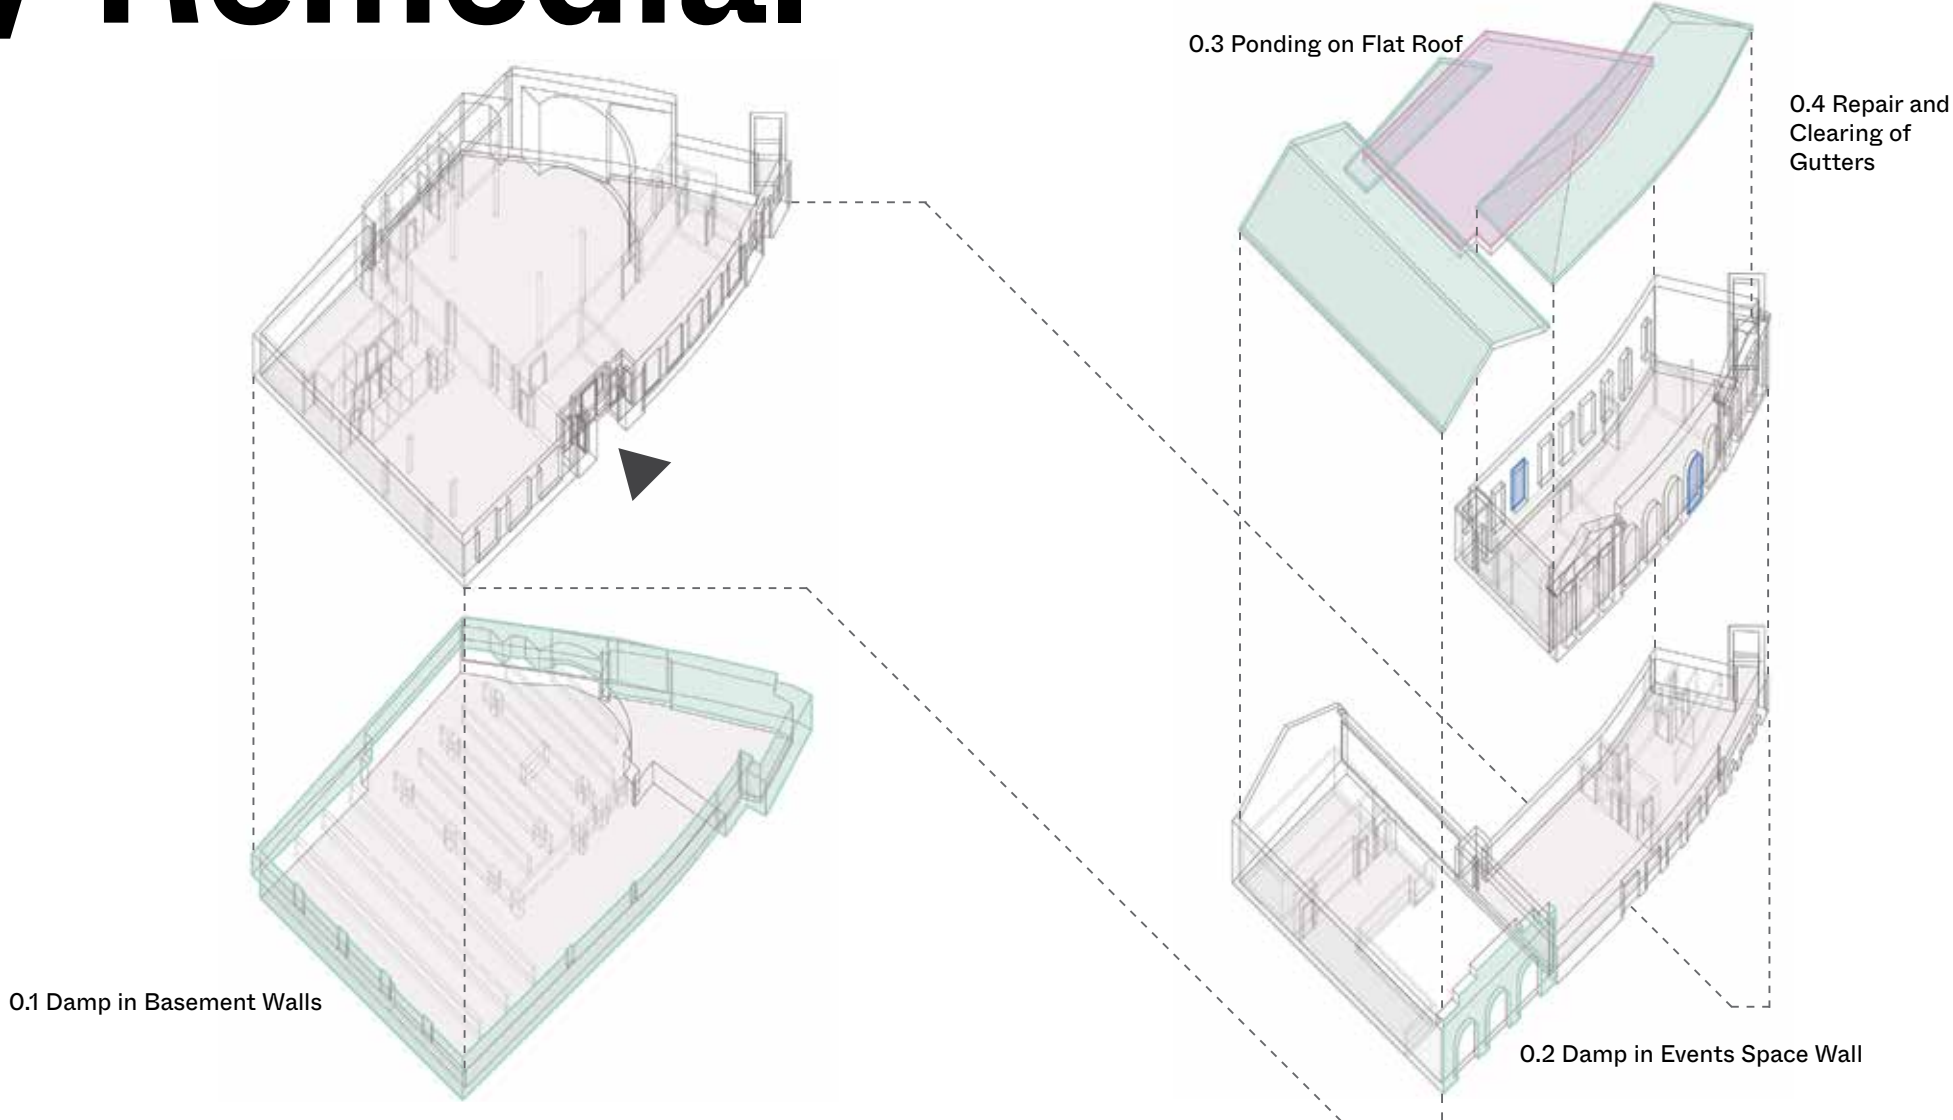 Remedial
0.3 Ponding on Flat Roof
0.4 Repair and
Clearing of
Gutters
0.1 Damp in Basement Walls
0.2 Damp in Events Space Wall